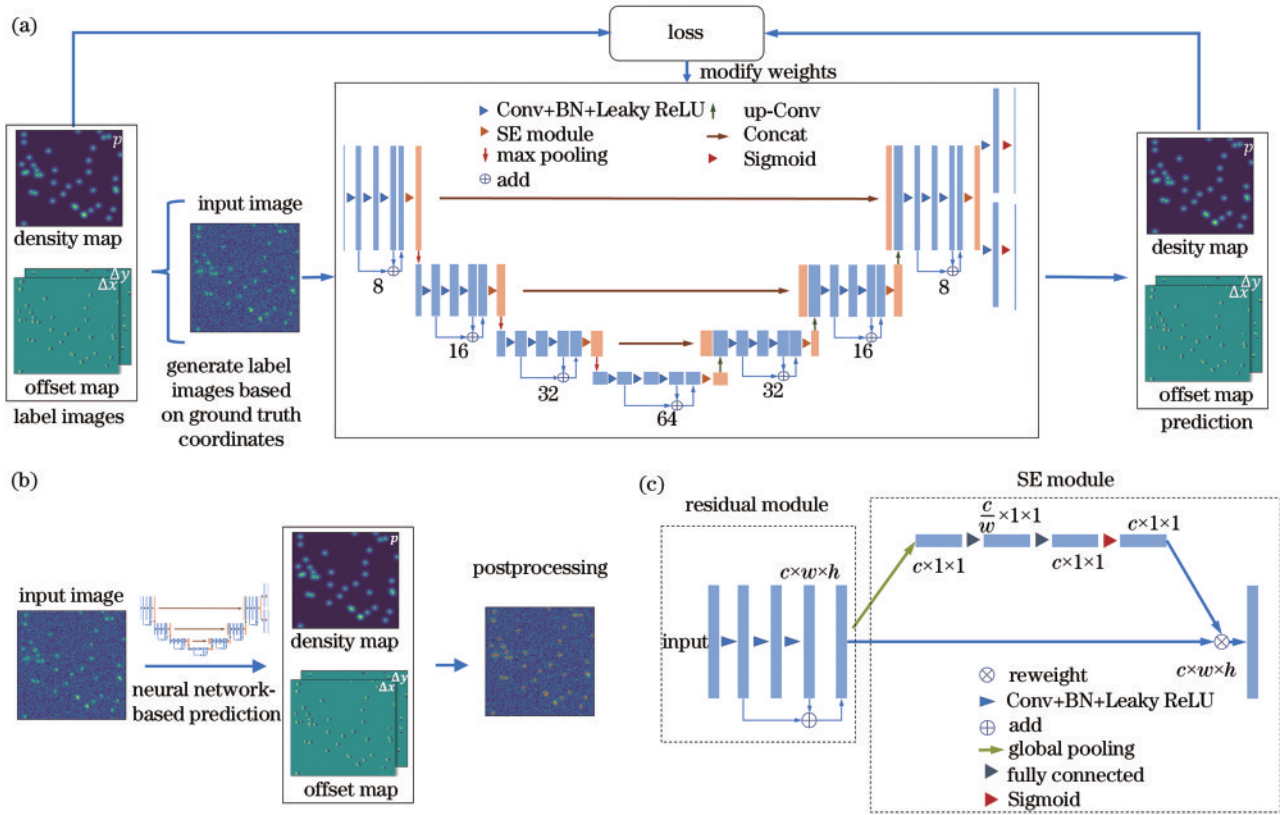 (a)
loss
modify weights
Conv+BN+Leaky ReLU
SE module
max pooling
add
up-Conv
Concat
Sigmoid
p
density map
Δy
Δx
offset map
label images
input image
generate label
images based
on ground truth
coordinates
8
16
32
64
32
16
8
p
desity map
Δy
Δx
offset map
prediction
(b)
input image
neural network-
based prediction
p
density map
Δy
Δx
offset map
postprocessing
(c)
residual module
input
c×w×h
SE module
c×1×1
c/w ×1×1
c×1×1
c×1×1
c×w×h
reweight
Conv+BN+Leaky ReLU
add
global pooling
fully connected
Sigmoid